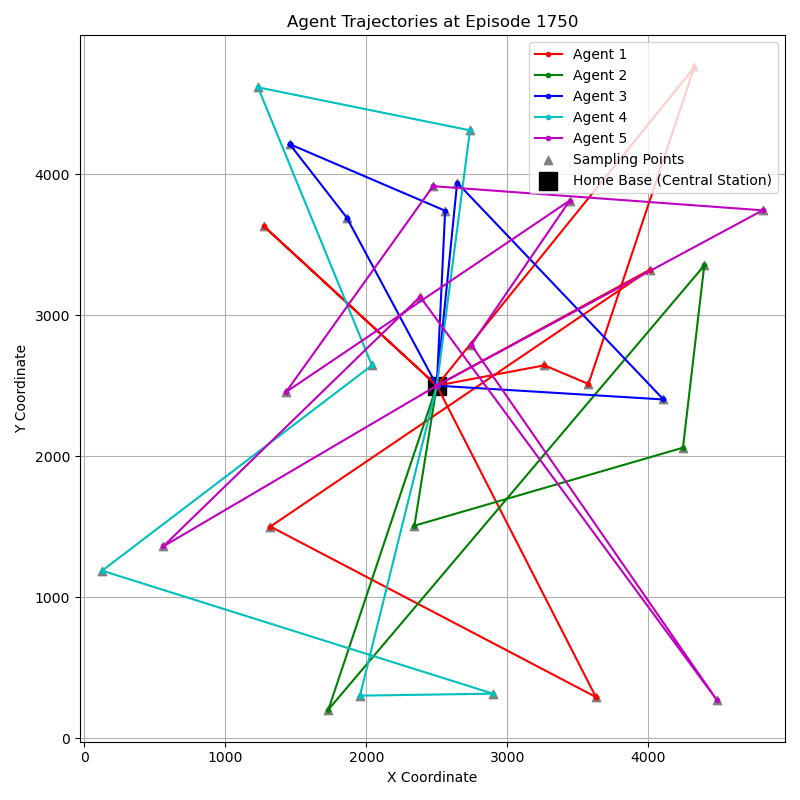 Agent Trajectories at Episode 1750
Agent 1
Agent 2
Agent 3
Agent 4
Agent 5
Sampling Points
Home Base (Central Station)
Y Coordinate
4000
3000
2000
1000
0
0 1000 2000 3000 4000
X Coordinate